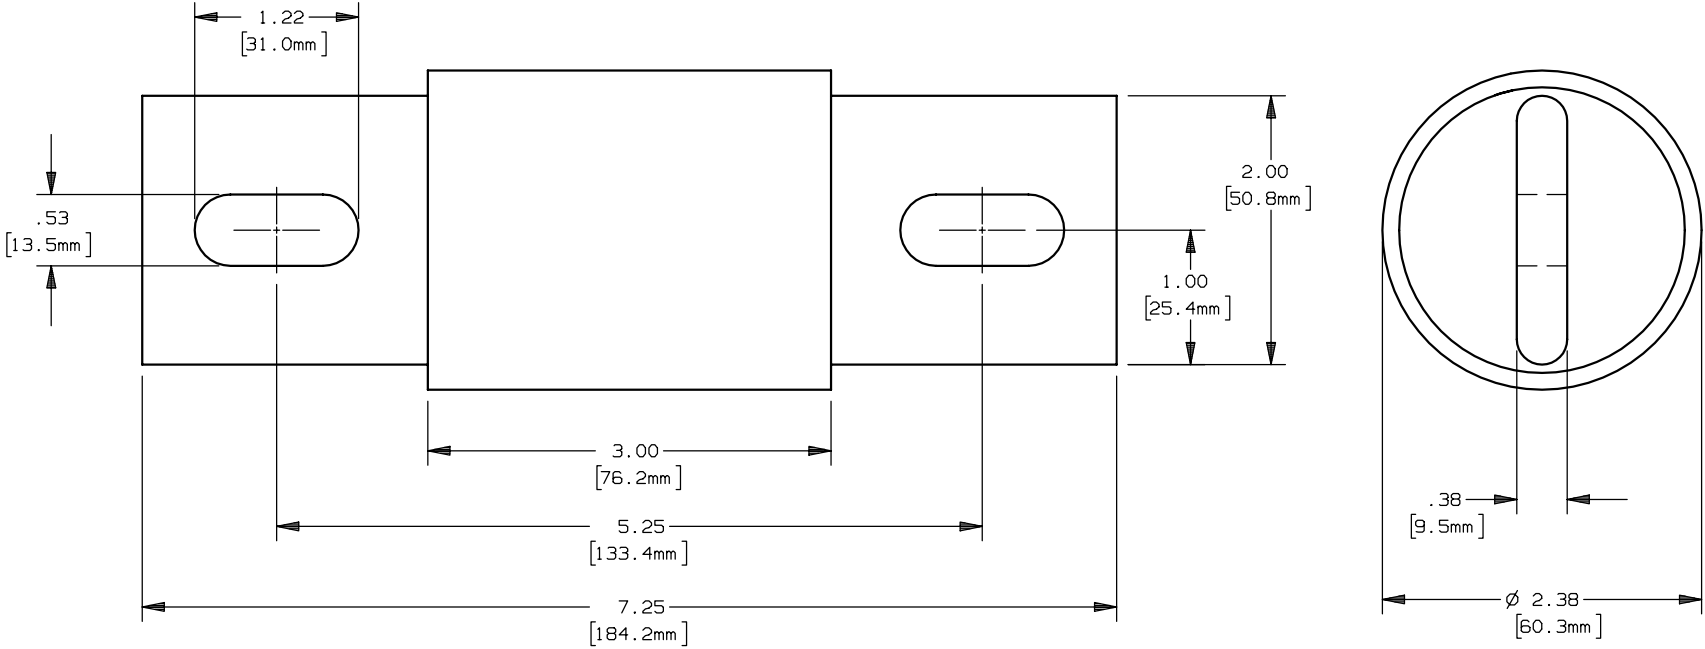 1.22
[31.0mm]
.53
[13.5mm]
2.00
[50.8mm]
1.00
[25.4mm]
3.00
[76.2mm]
5.25
[133.4mm]
7.25
[184.2mm]
.38
[9.5mm]
Ø 2.38
[60.3mm]